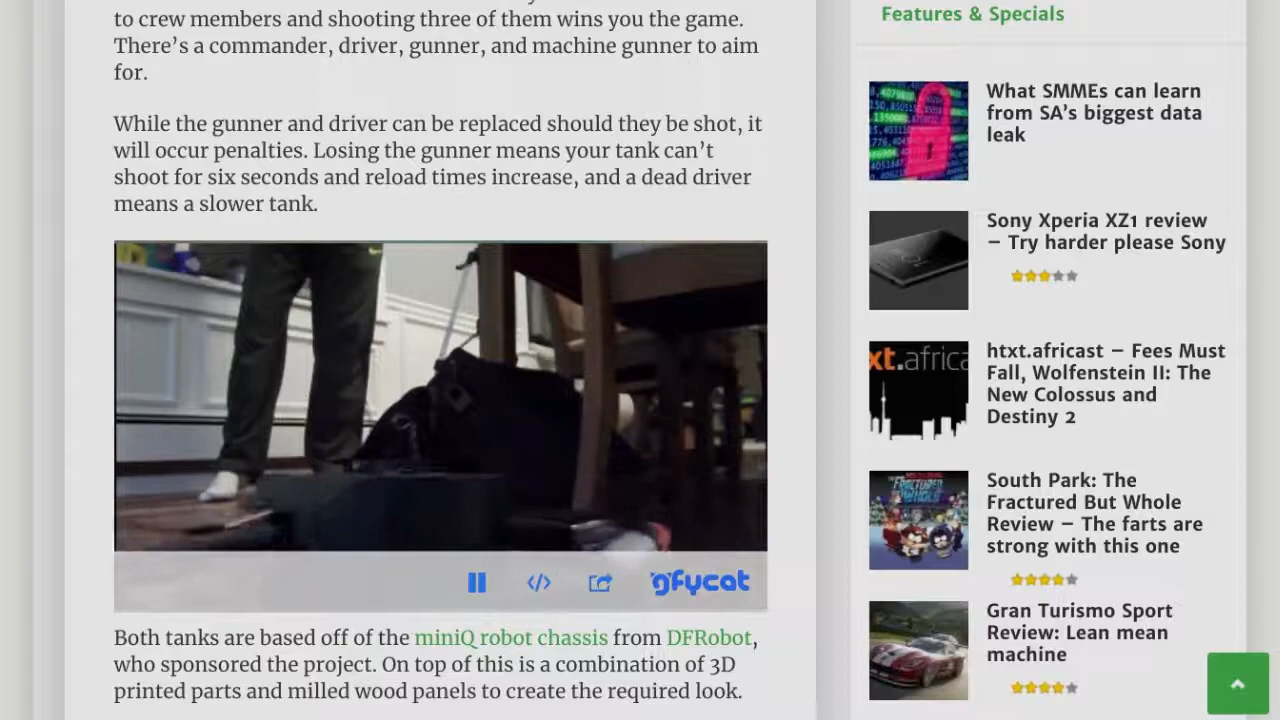 to crew members and shooting three of them wins you the game.
There’s a commander, driver, gunner, and machine gunner to aim
for.
While the gunner and driver can be replaced should they be shot, it
will occur penalties. Losing the gunner means your tank can’t
shoot for six seconds and reload times increase, and a dead driver
means a slower tank.
gfycat
Both tanks are based off of the miniQ robot chassis from DFRobot,
who sponsored the project. On top of this is a combination of 3D
printed parts and milled wood panels to create the required look.
Features & Specials
What SMMEs can learn
from SA’s biggest data
leak
Sony Xperia XZ1 review
– Try harder please Sony
xt.africa
htxt.africast – Fees Must
Fall, Wolfenstein II: The
New Colossus and
Destiny 2
South Park: The
Fractured But Whole
Review – The farts are
strong with this one
Gran Turismo Sport
Review: Lean mean
machine